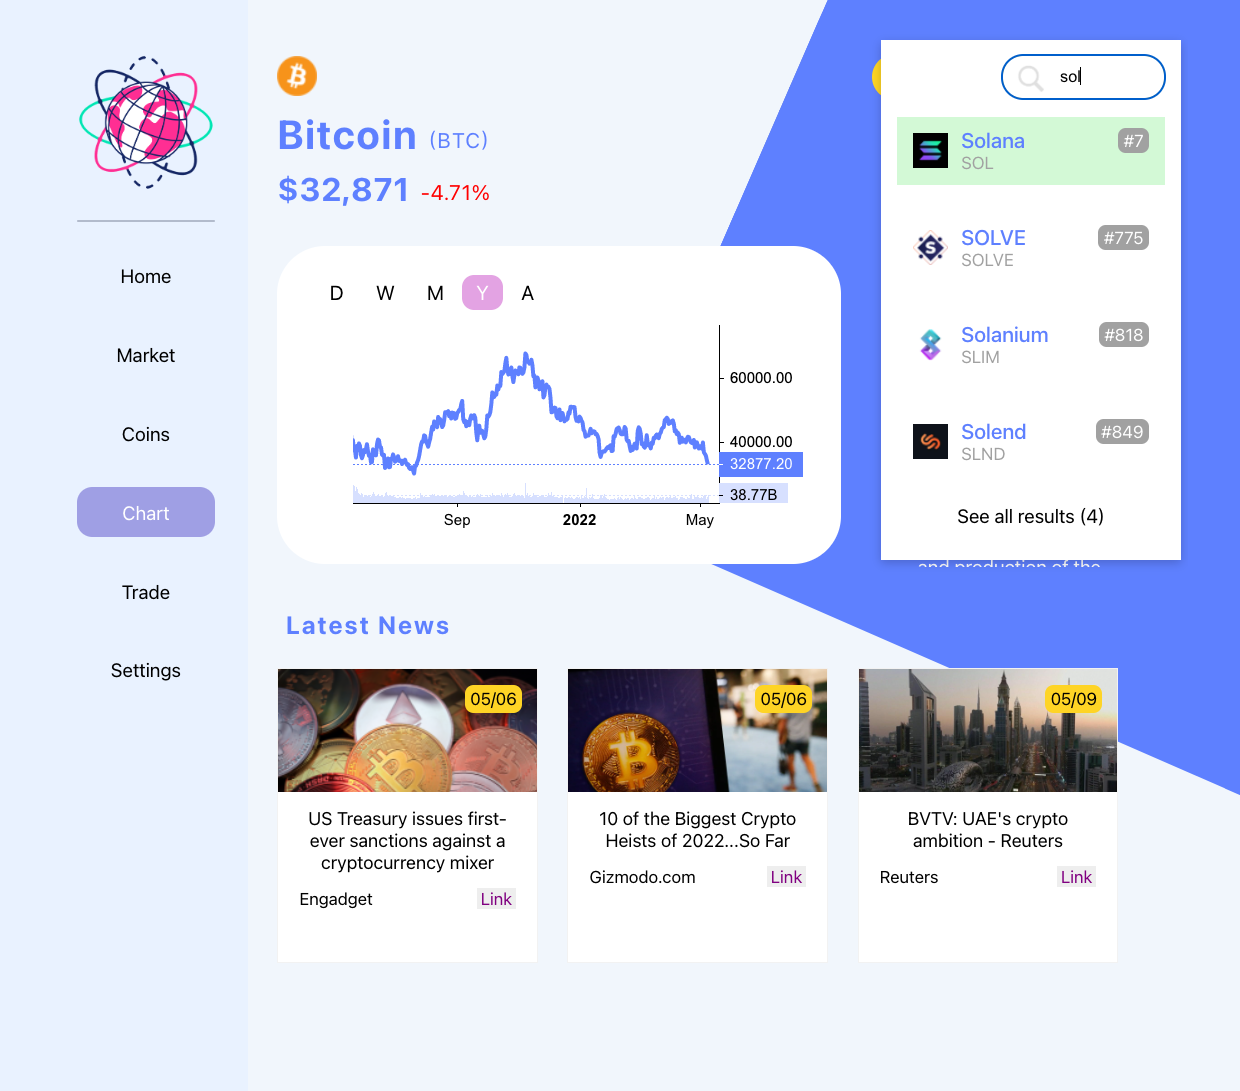 Home
Market
Coins
Chart
Trade
Settings
Bitcoin (BTC)
$32,871 -4.71%
D W M Y A
60000.00
40000.00
32877.20
38.77B
Sep 2022 May
sol
Solana #7
SOL
SOLVE #775
SOLVE
Solanium #818
SLIM
Solend #849
SLND
See all results (4)
and production of the
Latest News
05/06
US Treasury issues first-
ever sanctions against a
cryptocurrency mixer
Engadget Link
05/06
10 of the Biggest Crypto
Heists of 2022...So Far
Gizmodo.com Link
05/09
BVTV: UAE's crypto
ambition - Reuters
Reuters Link